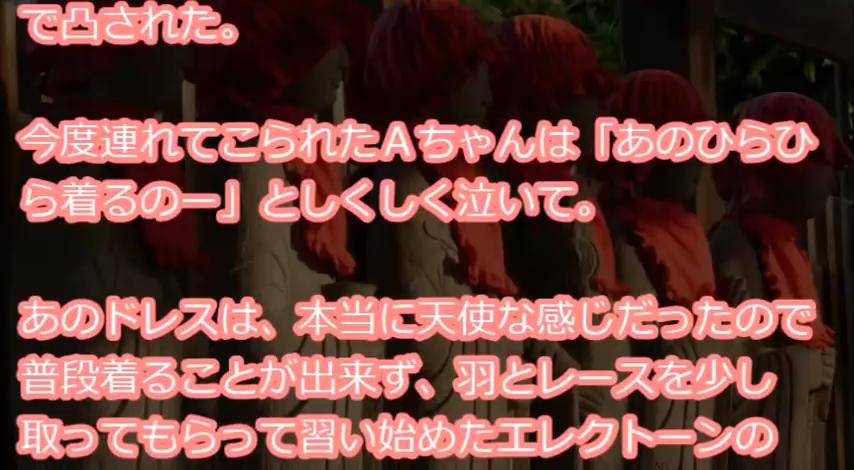 で凸された。
今度連れてこられたＡちゃんは「あのひらひ
ら着るのー」としくしく泣いて。
あのドレスは、本当に天使な感じだったので
普段着ることが出来ず、羽とレースを少し
取ってもらって習い始めたエレクトーンの